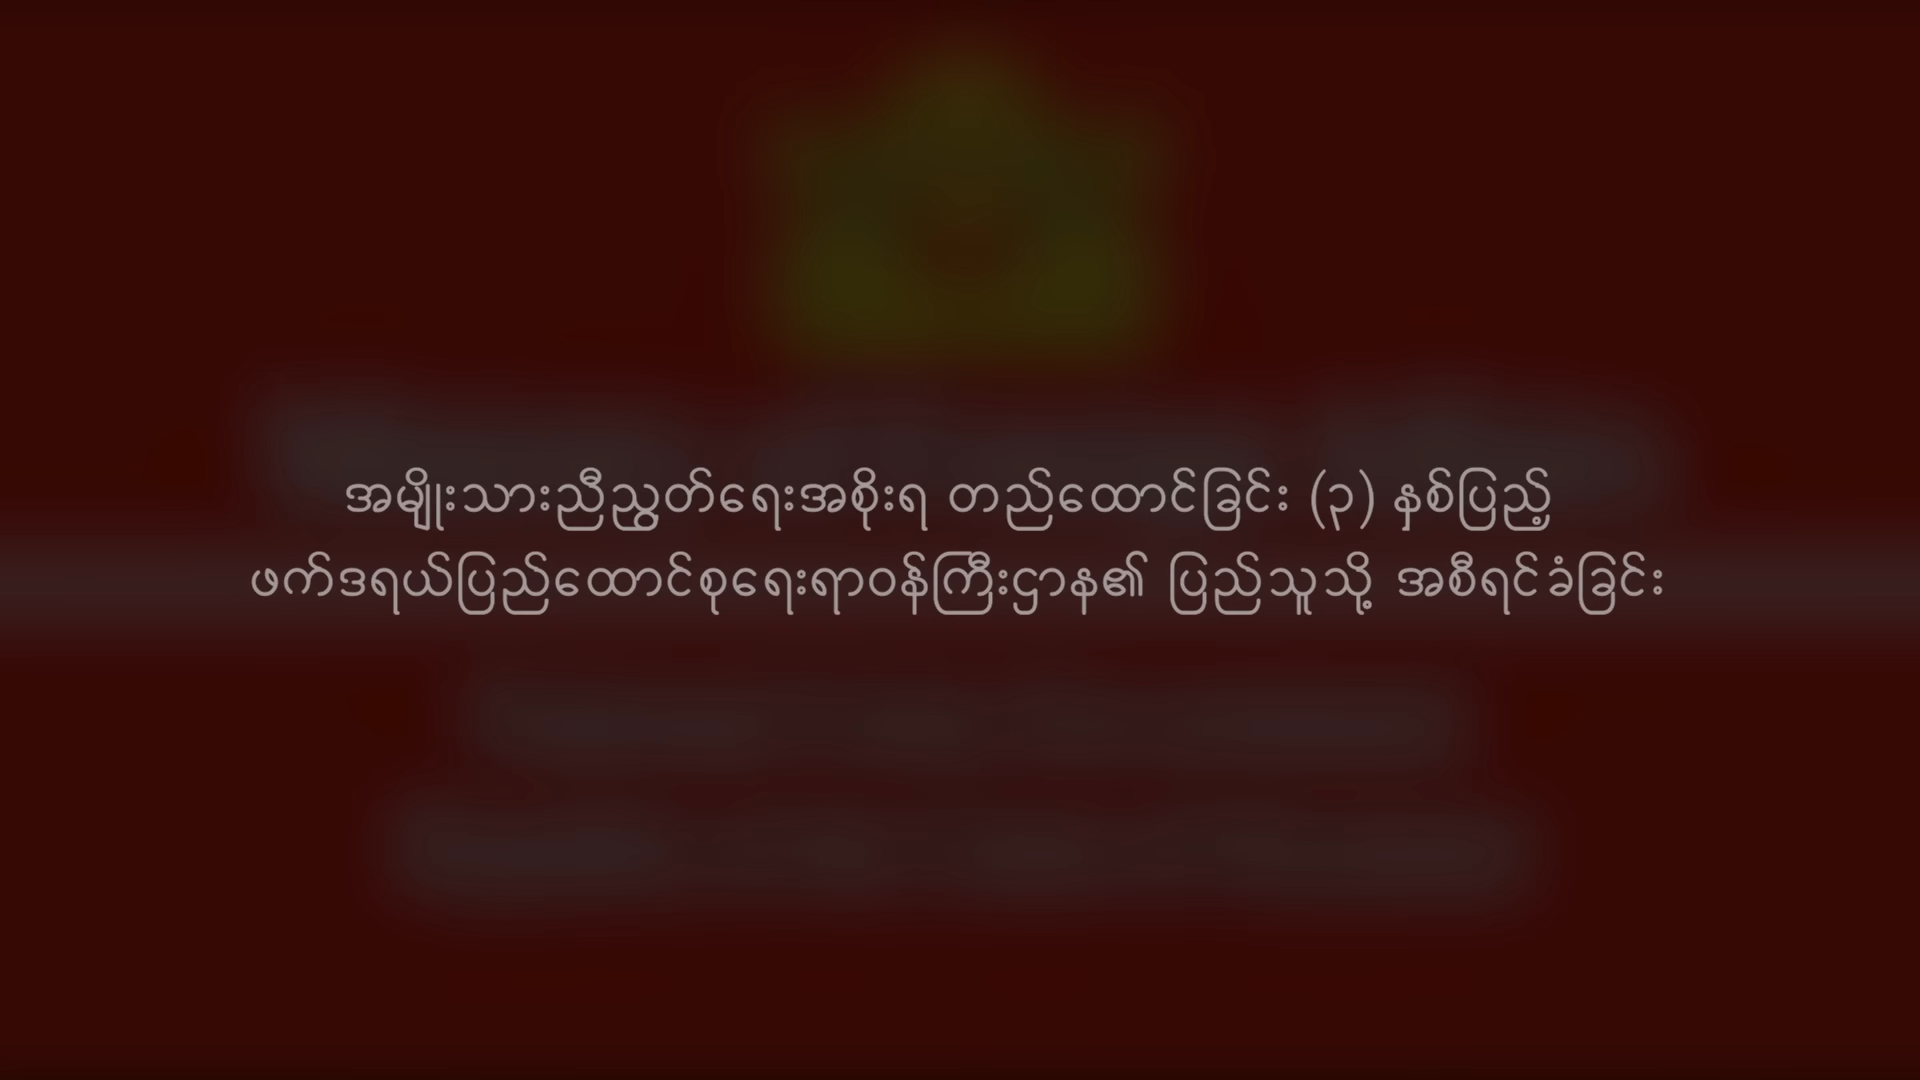 အမျိုးသားညီညွတ်ရေးအစိုးရ တည်ထောင်ခြင်း (၃) နှစ်ပြည့်
ဖက်ဒရယ်ပြည်ထောင်စုရေးရာဝန်ကြီးဌာန၏ ပြည်သူသို့ အစီရင်ခံခြင်း